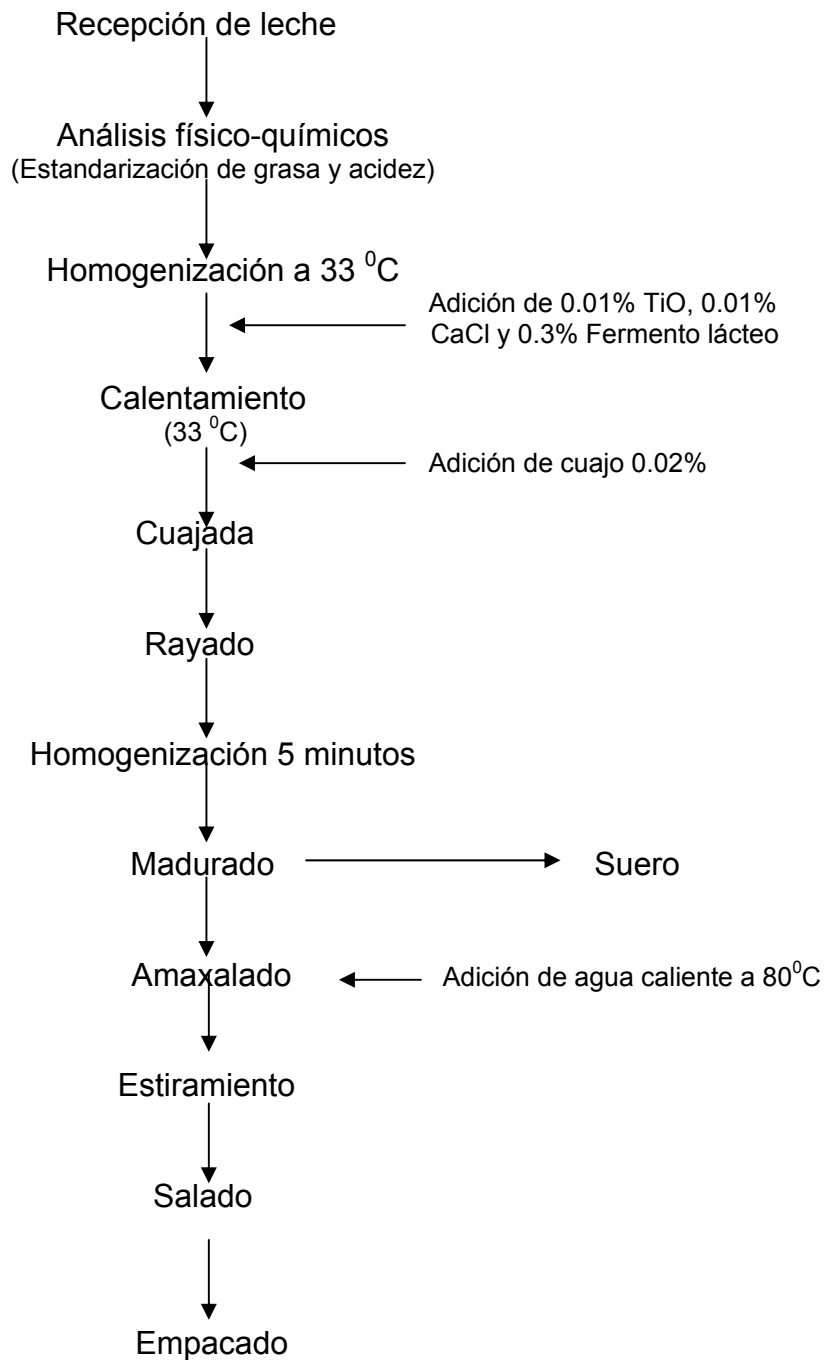 Recepción de leche
Análisis físico-químicos
(Estandarización de grasa y acidez)
Homogenización a 33 ⁰C
Adición de 0.01% TiO, 0.01%
CaCl y 0.3% Fermento lácteo
Calentamiento
(33 ⁰C)
Adición de cuajo 0.02%
Cuajada
Rayado
Homogenización 5 minutos
Madurado
Suero
Amaxalado
Adición de agua caliente a 80⁰C
Estiramiento
Salado
Empacado